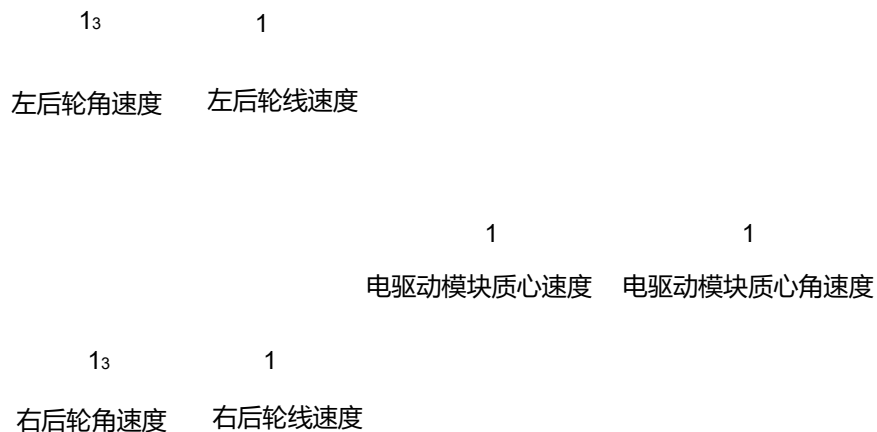 1₃ 1
左后轮角速度 左后轮线速度
1 1
电驱动模块质心速度 电驱动模块质心角速度
1₃ 1
右后轮角速度 右后轮线速度